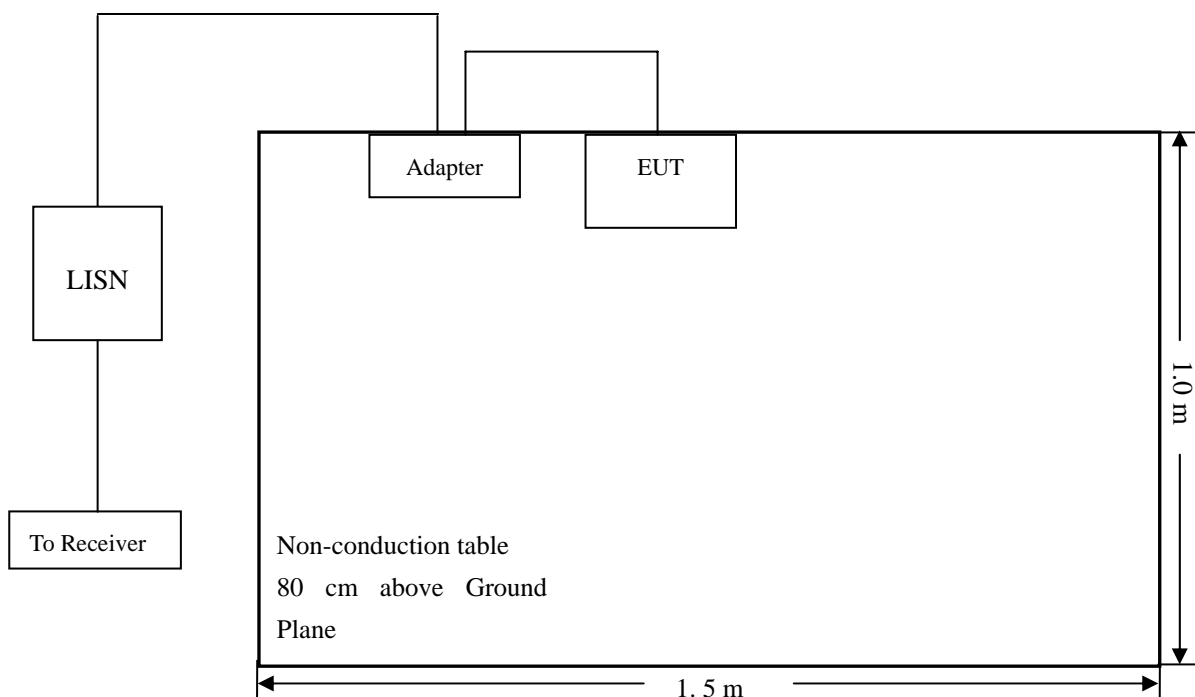 Adapter
EUT
LISN
1.0 m
To Receiver
Non-conduction table
80 cm above Ground
Plane
1. 5 m